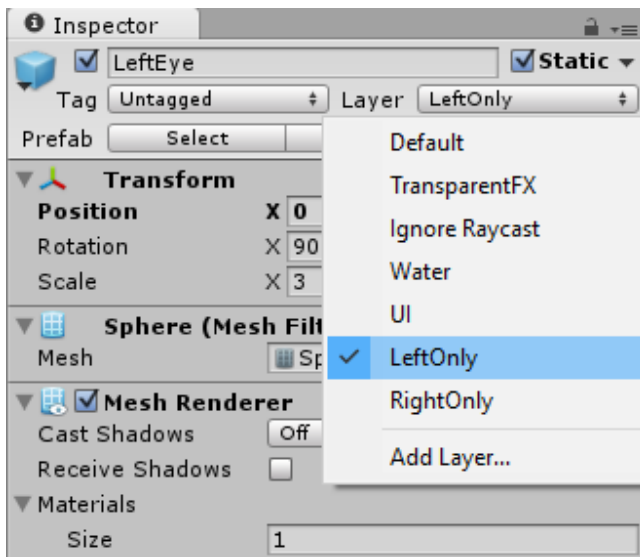 Inspector
LeftEye Static
Tag Untagged Layer LeftOnly
Prefab Select
Default
TransparentFX
Ignore Raycast
Water
UI
LeftOnly
RightOnly
Add Layer...
Transform
Position X 0
Rotation X 90
Scale X 3
Sphere (Mesh Filt
Mesh Sp
Mesh Renderer
Cast Shadows Off
Receive Shadows
Materials
Size 1